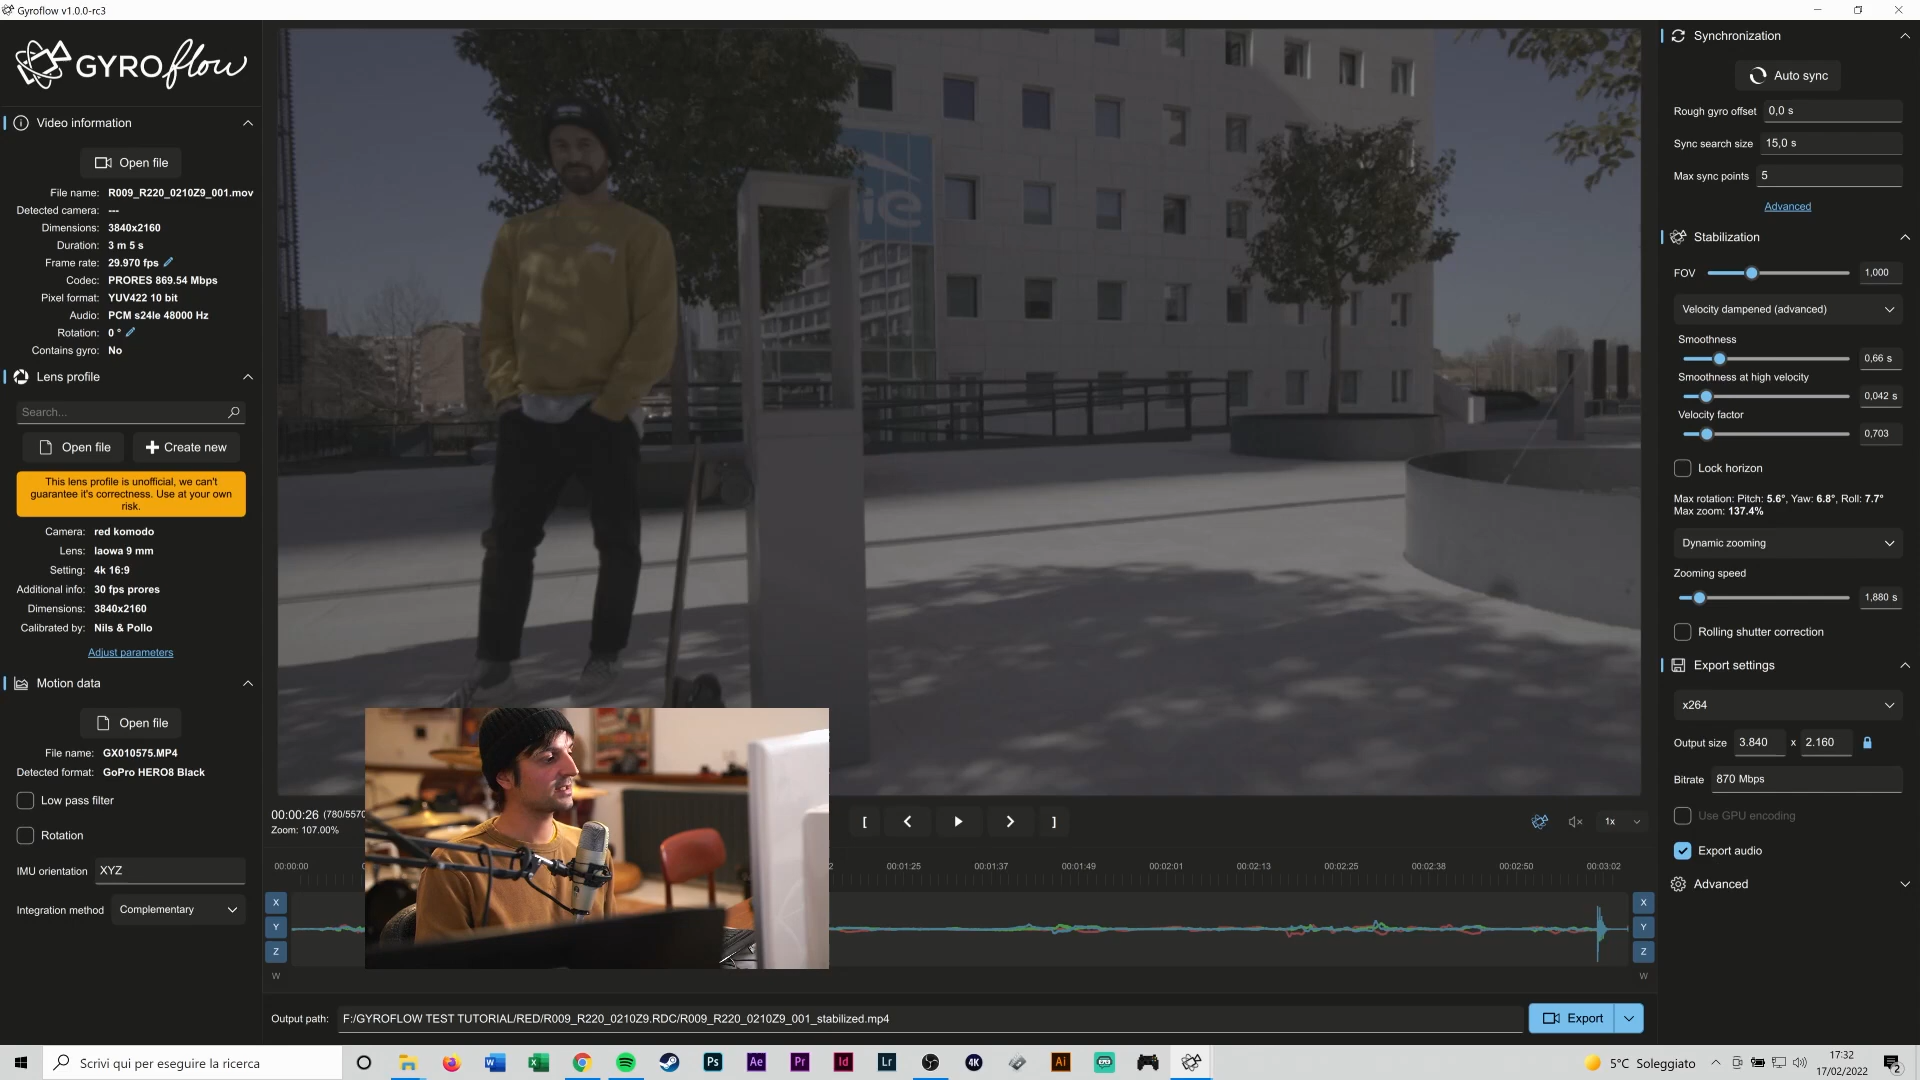 Gyroflow v1.0.0-rc3
GYROflow
Video information
Open file
File name: R009_R220_0210Z9_001.mov
Detected camera: ---
Dimensions: 3840x2160
Duration: 3 m 5 s
Frame rate: 29.970 fps
Codec: PRORES 869.54 Mbps
Pixel format: YUV422 10 bit
Audio: PCM s24le 48000 Hz
Rotation: 0 °
Contains gyro: No
Lens profile
Search...
Open file
Create new
This lens profile is unofficial, we can't
guarantee it's correctness. Use at your own
risk.
Camera: red komodo
Lens: laowa 9 mm
Setting: 4k 16:9
Additional info: 30 fps prores
Dimensions: 3840x2160
Calibrated by: Nils & Pollo
Adjust parameters
Motion data
Open file
File name: GX010575.MP4
Detected format: GoPro HERO8 Black
Low pass filter
Rotation
IMU orientation XYZ
Integration method Complementary
00:00:26 (780/5570
Zoom: 107.00%
[ ]
1x
00:00:00 00:01:25 00:01:37 00:01:49 00:02:01 00:02:13 00:02:25 00:02:38 00:02:50 00:03:02
X
Y
Z
W
X
Y
Z
W
Output path: F:/GYROFLOW TEST TUTORIAL/RED/R009_R220_0210Z9.RDC/R009_R220_0210Z9_001_stabilized.mp4
Export
Synchronization
Auto sync
Rough gyro offset 0,0 s
Sync search size 15,0 s
Max sync points 5
Advanced
Stabilization
FOV 1,000
Velocity dampened (advanced)
Smoothness
0,66 s
Smoothness at high velocity
0,042 s
Velocity factor
0,703
Lock horizon
Max rotation: Pitch: 5.6°, Yaw: 6.8°, Roll: 7.7°
Max zoom: 137.4%
Dynamic zooming
Zooming speed
1,880 s
Rolling shutter correction
Export settings
x264
Output size 3.840 x 2.160
Bitrate 870 Mbps
Use GPU encoding
Export audio
Advanced
Scrivi qui per eseguire la ricerca
Ps
Ae
Pr
Id
Lr
4K
Ai
5°C Soleggiato
17:32
17/02/2022
2